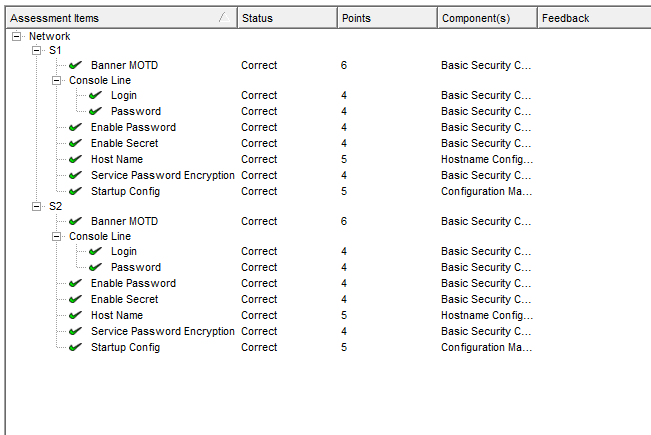 Assessment Items Status Points Component(s) Feedback
Network
S1
Banner MOTD Correct 6 Basic Security C...
Console Line
Login Correct 4 Basic Security C...
Password Correct 4 Basic Security C...
Enable Password Correct 4 Basic Security C...
Enable Secret Correct 4 Basic Security C...
Host Name Correct 5 Hostname Config...
Service Password Encryption Correct 4 Basic Security C...
Startup Config Correct 5 Configuration Ma...
S2
Banner MOTD Correct 6 Basic Security C...
Console Line
Login Correct 4 Basic Security C...
Password Correct 4 Basic Security C...
Enable Password Correct 4 Basic Security C...
Enable Secret Correct 4 Basic Security C...
Host Name Correct 5 Hostname Config...
Service Password Encryption Correct 4 Basic Security C...
Startup Config Correct 5 Configuration Ma...